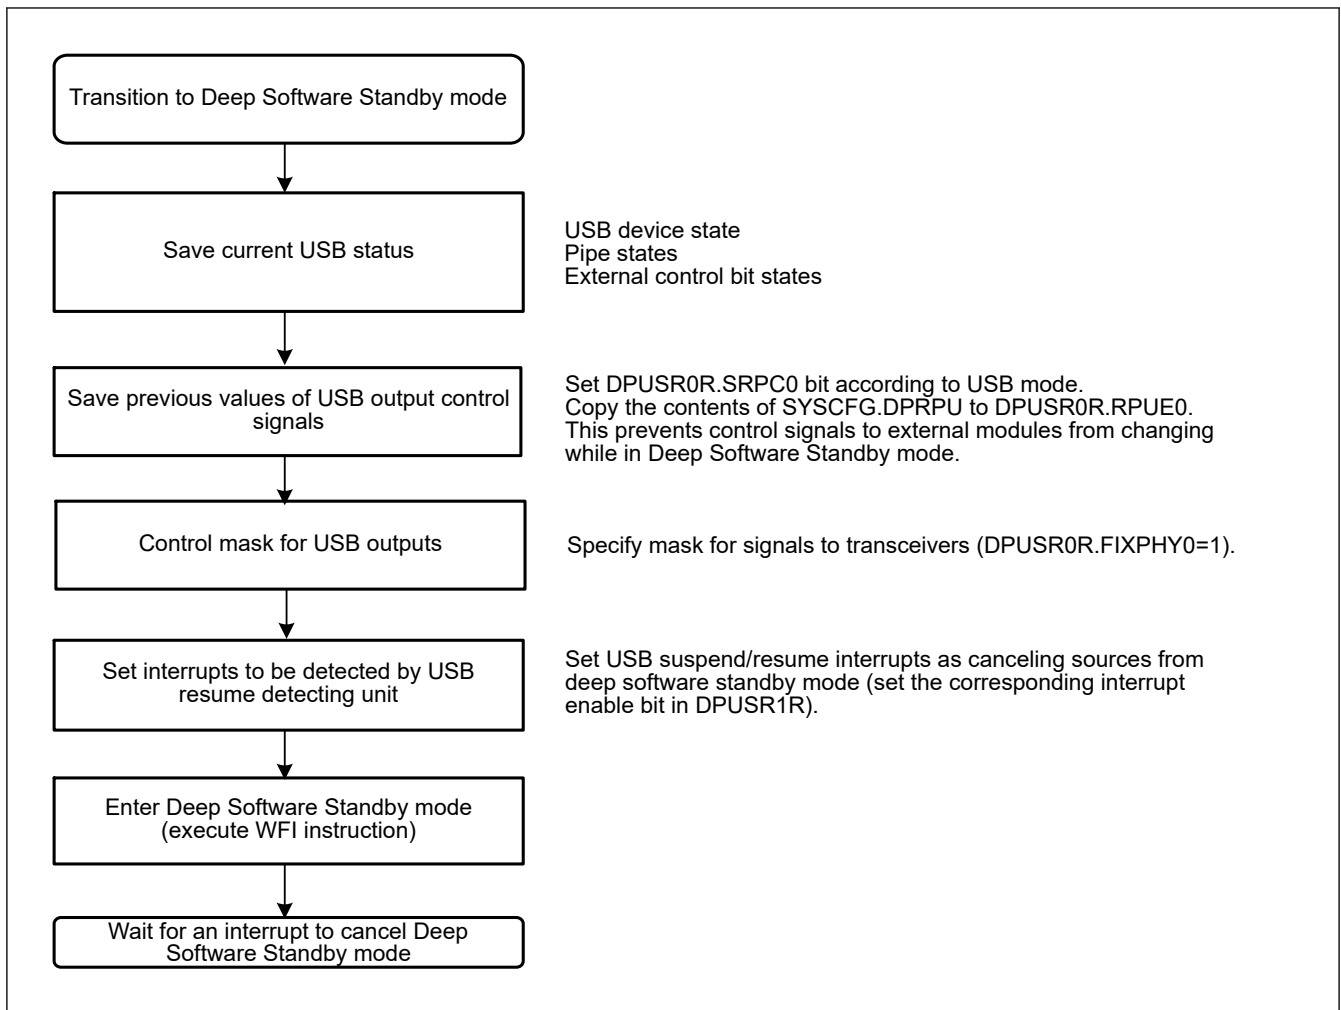 Transition to Deep Software Standby mode
Save current USB status
USB device state
Pipe states
External control bit states
Save previous values of USB output control
signals
Set DPUSR0R.SRPC0 bit according to USB mode.
Copy the contents of SYSCFG.DPRPU to DPUSR0R.RPUE0.
This prevents control signals to external modules from changing
while in Deep Software Standby mode.
Control mask for USB outputs
Specify mask for signals to transceivers (DPUSR0R.FIXPHY0=1).
Set interrupts to be detected by USB
resume detecting unit
Set USB suspend/resume interrupts as canceling sources from
deep software standby mode (set the corresponding interrupt
enable bit in DPUSR1R).
Enter Deep Software Standby mode
(execute WFI instruction)
Wait for an interrupt to cancel Deep
Software Standby mode